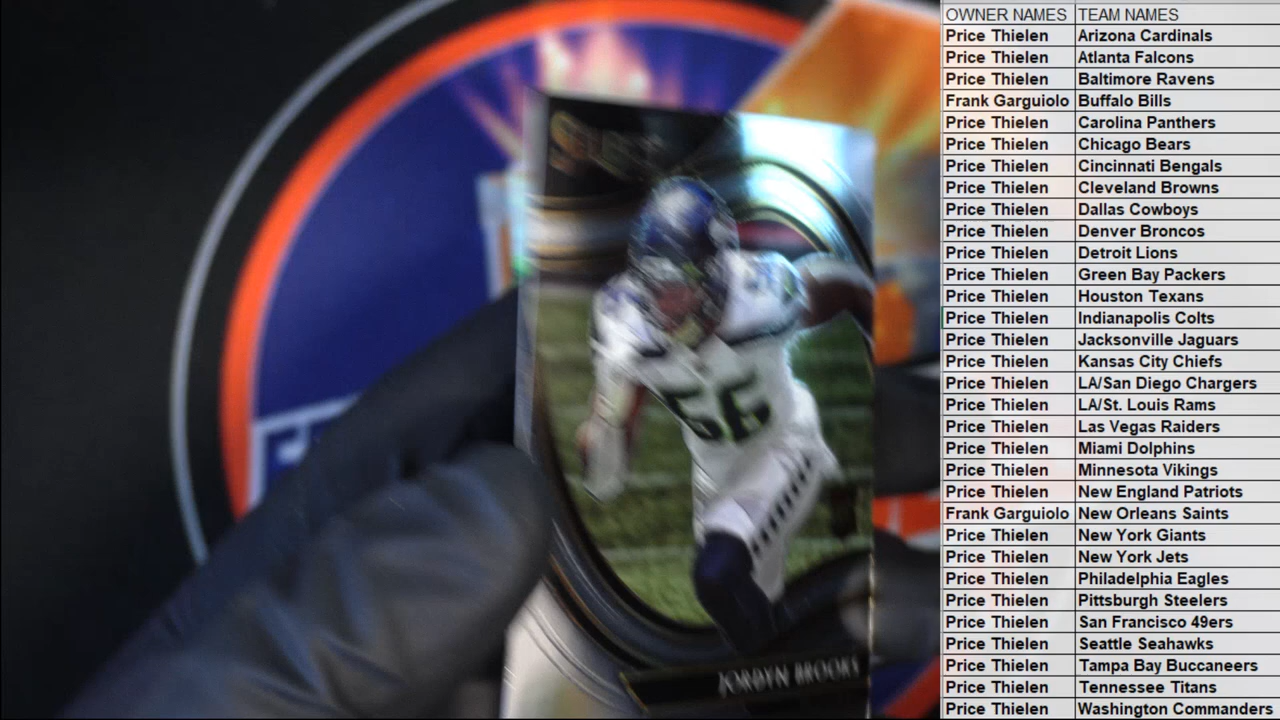 SELECT
56
JORDYN BROOKS
OWNER NAMES TEAM NAMES
Price Thielen Arizona Cardinals
Price Thielen Atlanta Falcons
Price Thielen Baltimore Ravens
Frank Garguiolo Buffalo Bills
Price Thielen Carolina Panthers
Price Thielen Chicago Bears
Price Thielen Cincinnati Bengals
Price Thielen Cleveland Browns
Price Thielen Dallas Cowboys
Price Thielen Denver Broncos
Price Thielen Detroit Lions
Price Thielen Green Bay Packers
Price Thielen Houston Texans
Price Thielen Indianapolis Colts
Price Thielen Jacksonville Jaguars
Price Thielen Kansas City Chiefs
Price Thielen LA/San Diego Chargers
Price Thielen LA/St. Louis Rams
Price Thielen Las Vegas Raiders
Price Thielen Miami Dolphins
Price Thielen Minnesota Vikings
Price Thielen New England Patriots
Frank Garguiolo New Orleans Saints
Price Thielen New York Giants
Price Thielen New York Jets
Price Thielen Philadelphia Eagles
Price Thielen Pittsburgh Steelers
Price Thielen San Francisco 49ers
Price Thielen Seattle Seahawks
Price Thielen Tampa Bay Buccaneers
Price Thielen Tennessee Titans
Price Thielen Washington Commanders